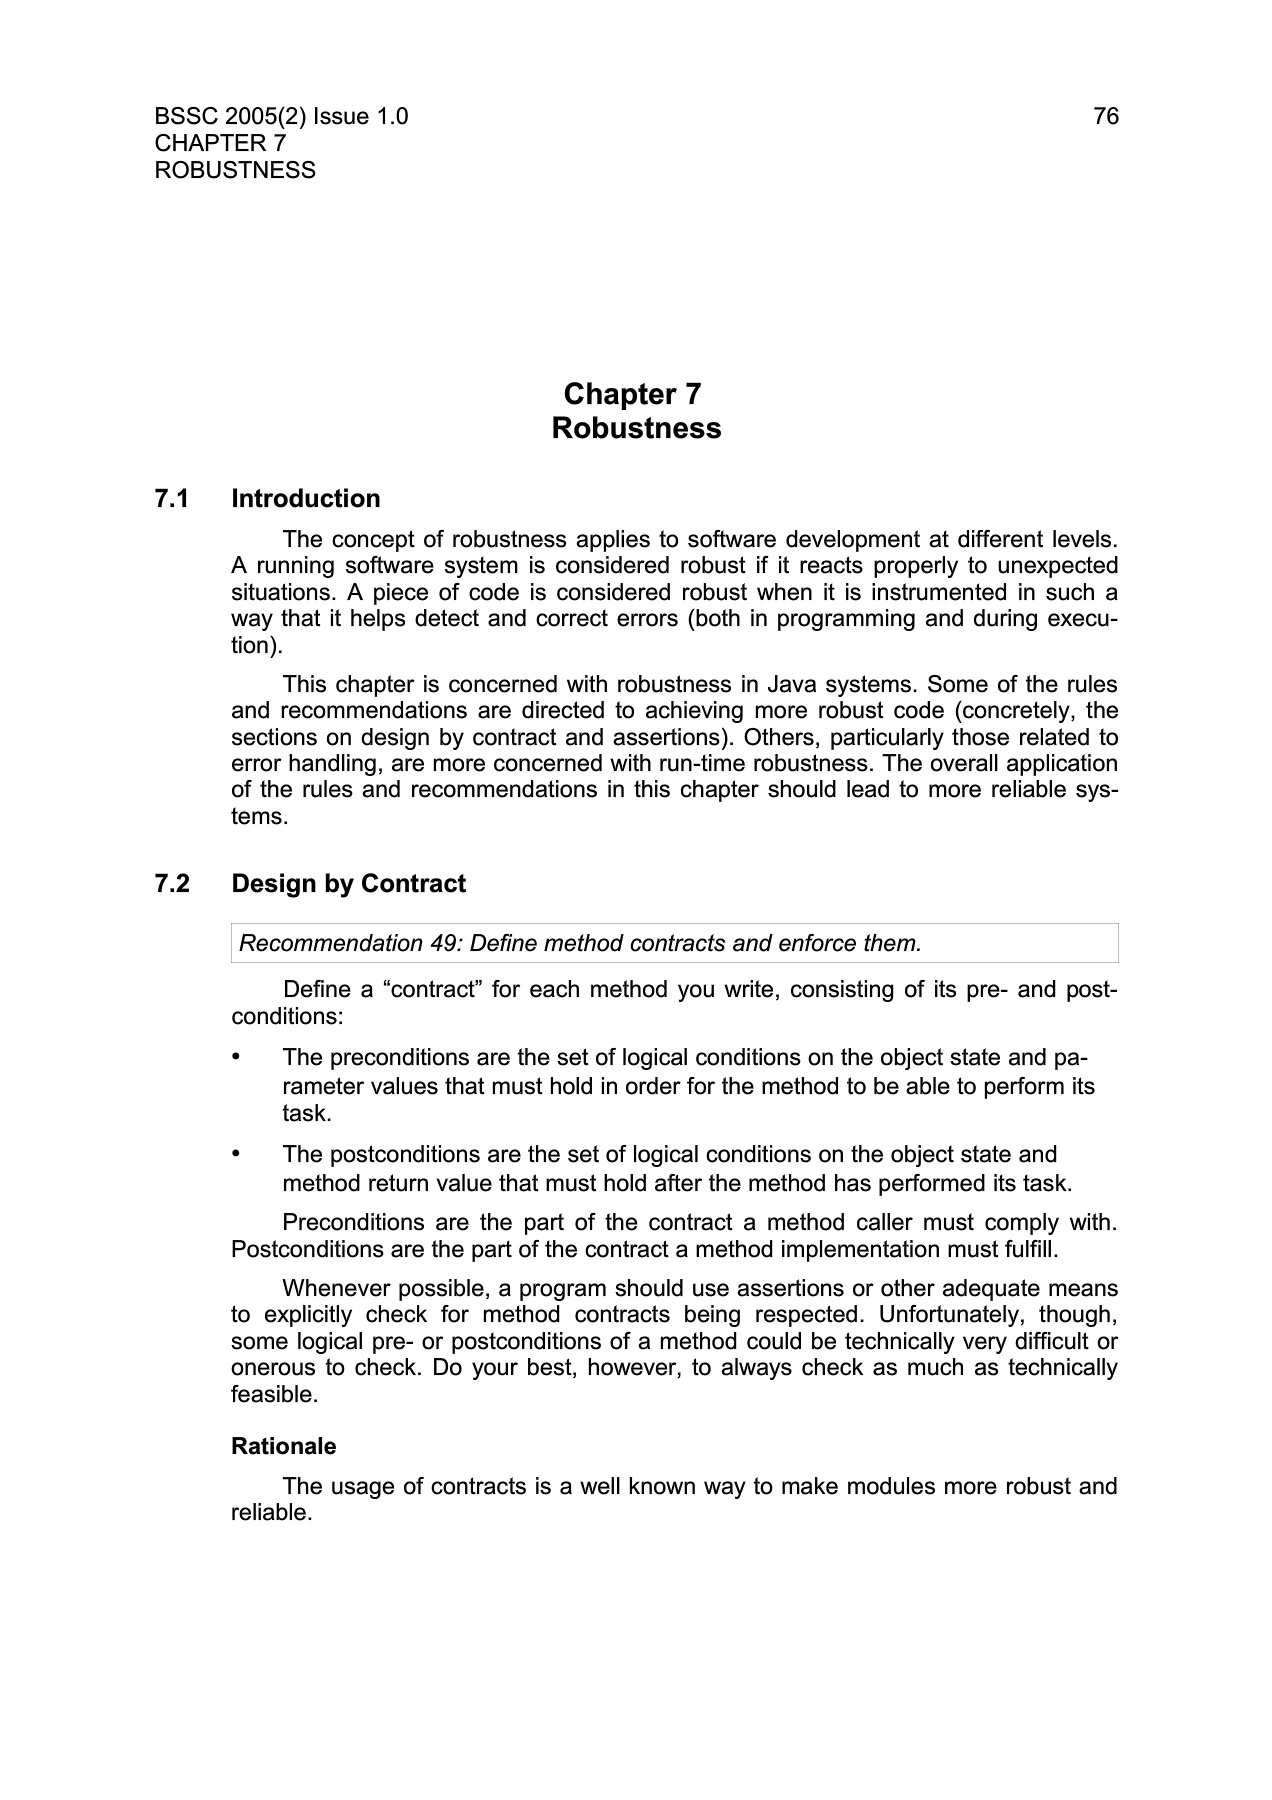 BSSC 2005(2) Issue 1.0 76
CHAPTER 7
ROBUSTNESS
Chapter 7
Robustness
7.1 Introduction
The concept of robustness applies to software development at different levels.
A running software system is considered robust if it reacts properly to unexpected
situations. A piece of code is considered robust when it is instrumented in such a
way that it helps detect and correct errors (both in programming and during execu-
tion).
This chapter is concerned with robustness in Java systems. Some of the rules
and recommendations are directed to achieving more robust code (concretely, the
sections on design by contract and assertions). Others, particularly those related to
error handling, are more concerned with run-time robustness. The overall application
of the rules and recommendations in this chapter should lead to more reliable sys-
tems.
7.2 Design by Contract
Recommendation 49: Define method contracts and enforce them.
Define a “contract” for each method you write, consisting of its pre- and post-
conditions:
• The preconditions are the set of logical conditions on the object state and pa-
rameter values that must hold in order for the method to be able to perform its
task.
• The postconditions are the set of logical conditions on the object state and
method return value that must hold after the method has performed its task.
Preconditions are the part of the contract a method caller must comply with.
Postconditions are the part of the contract a method implementation must fulfill.
Whenever possible, a program should use assertions or other adequate means
to explicitly check for method contracts being respected. Unfortunately, though,
some logical pre- or postconditions of a method could be technically very difficult or
onerous to check. Do your best, however, to always check as much as technically
feasible.
Rationale
The usage of contracts is a well known way to make modules more robust and
reliable.